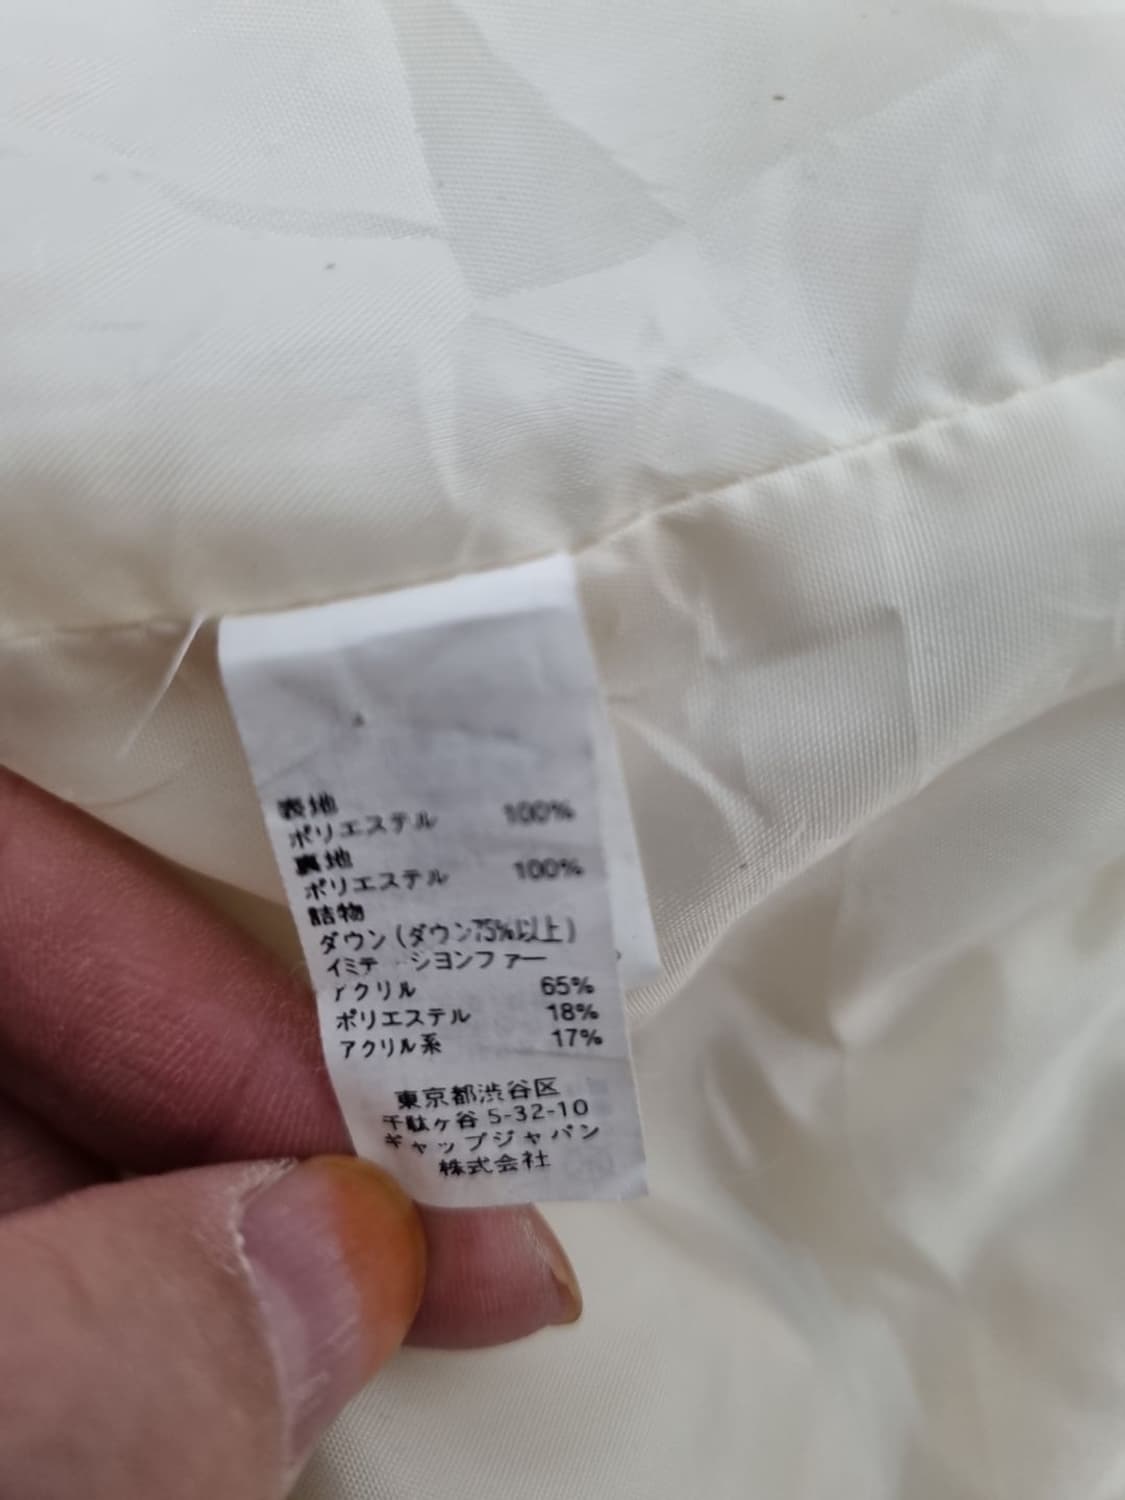 表地
ポリエステル 100%
裏地
ポリエステル 100%
詰物
ダウン(ダウン75%以上)
イミテーシヨンファー
アクリル 65%
ポリエステル 18%
アクリル系 17%
東京都渋谷区
千駄ヶ谷 5-32-10
ギャップジャパン
株式会社